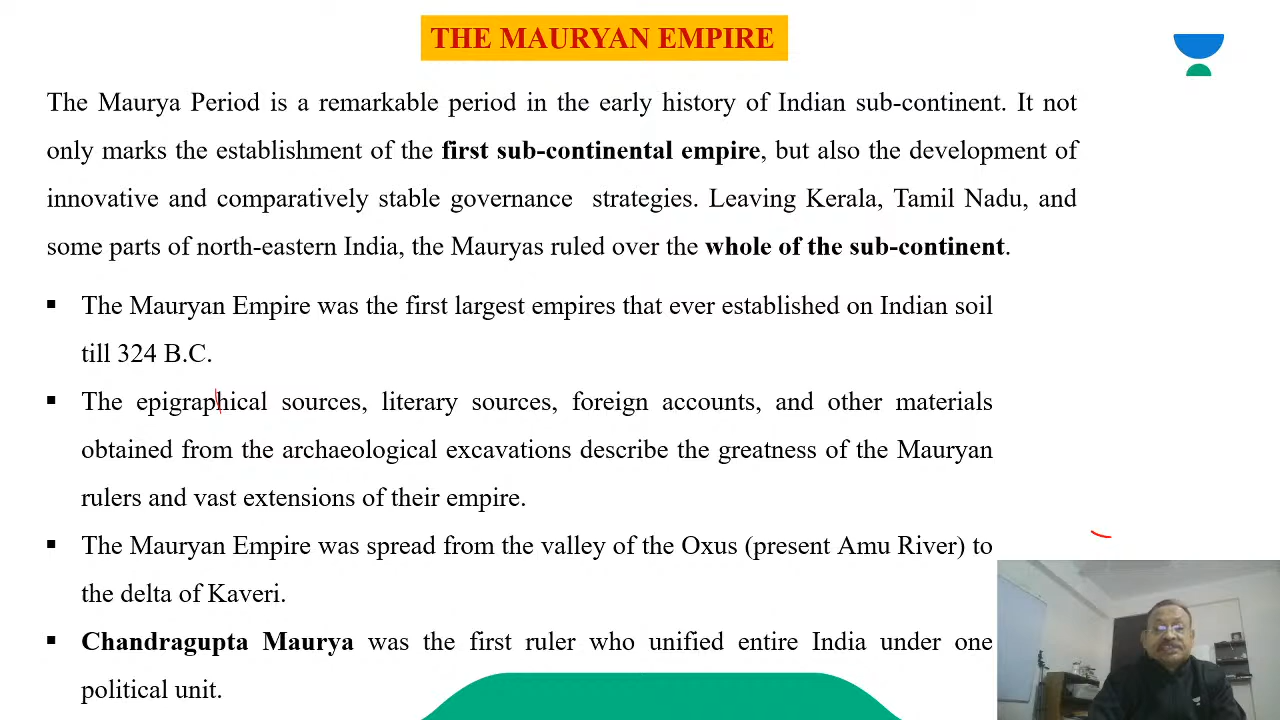 THE MAURYAN EMPIRE
The Maurya Period is a remarkable period in the early history of Indian sub-continent. It not
only marks the establishment of the first sub-continental empire, but also the development of
innovative and comparatively stable governance strategies. Leaving Kerala, Tamil Nadu, and
some parts of north-eastern India, the Mauryas ruled over the whole of the sub-continent.
▪ The Mauryan Empire was the first largest empires that ever established on Indian soil
till 324 B.C.
▪ The epigraphical sources, literary sources, foreign accounts, and other materials
obtained from the archaeological excavations describe the greatness of the Mauryan
rulers and vast extensions of their empire.
▪ The Mauryan Empire was spread from the valley of the Oxus (present Amu River) to
the delta of Kaveri.
▪ Chandragupta Maurya was the first ruler who unified entire India under one
political unit.